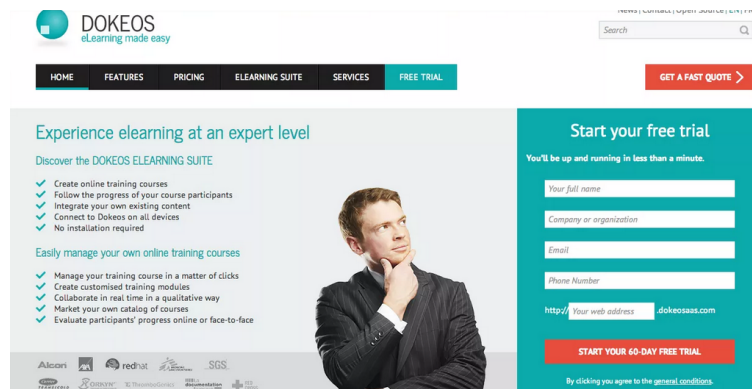 DOKEOS
eLearning made easy
News | Contact | Open Source | EN | FR
Search
HOME FEATURES PRICING ELEARNING SUITE SERVICES FREE TRIAL
GET A FAST QUOTE
Experience elearning at an expert level
Discover the DOKEOS ELEARNING SUITE
Create online training courses
Follow the progress of your course participants
Integrate your own existing content
Connect to Dokeos on all devices
No installation required
Easily manage your own online training courses
Manage your training course in a matter of clicks
Create customised training modules
Collaborate in real time in a qualitative way
Market your own catalog of courses
Evaluate participants' progress online or face-to-face
Alcon AXA redhat SGS
ORKYN' ThromboGenics documentation
Start your free trial
You'll be up and running in less than a minute.
Your full name
Company or organization
Email
Phone Number
http:// Your web address .dokeosaas.com
START YOUR 60-DAY FREE TRIAL
By clicking you agree to the general conditions.